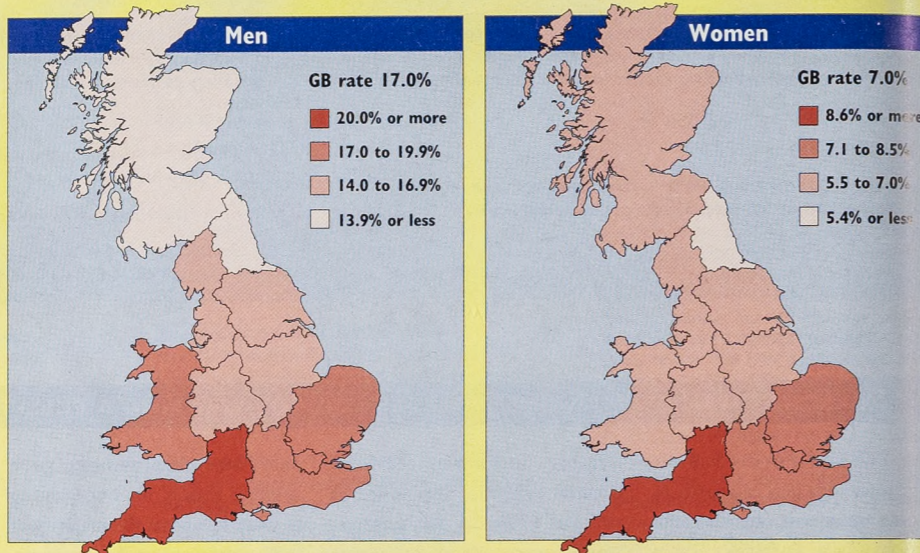 Men
GB rate 17.0%
20.0% or more
17.0 to 19.9%
14.0 to 16.9%
13.9% or less
Women
GB rate 7.0%
8.6% or more
7.1 to 8.5%
5.5 to 7.0%
5.4% or less